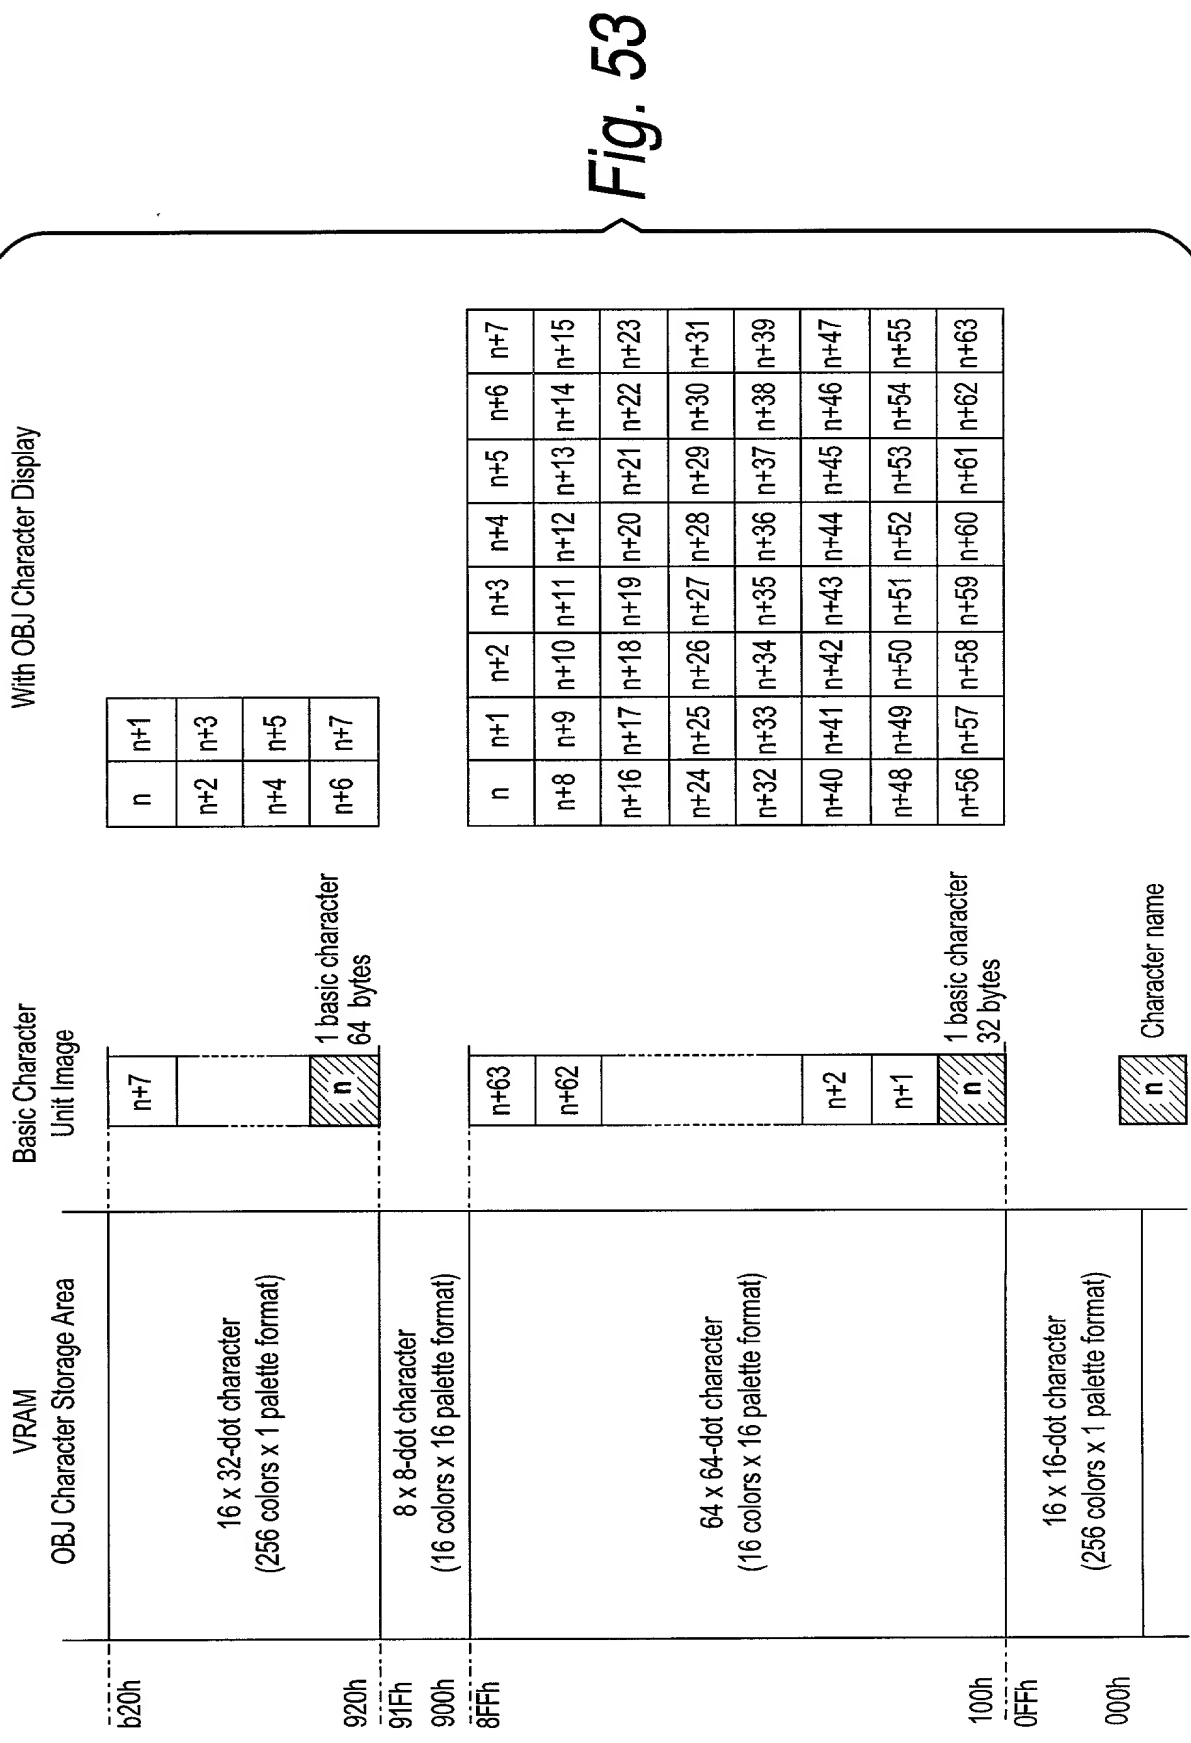 VRAM
OBJ Character Storage Area
Basic Character
Unit Image
With OBJ Character Display
b20h
16 x 32-dot character
(256 colors x 1 palette format)
n+7
n
1 basic character
64 bytes
n n+1
n+2 n+3
n+4 n+5
n+6 n+7
920h
91Fh
8 x 8-dot character
(16 colors x 16 palette format)
900h
8FFh
64 x 64-dot character
(16 colors x 16 palette format)
n+63
n+62
n+2
n+1
n
1 basic character
32 bytes
n n+1 n+2 n+3 n+4 n+5 n+6 n+7
n+8 n+9 n+10 n+11 n+12 n+13 n+14 n+15
n+16 n+17 n+18 n+19 n+20 n+21 n+22 n+23
n+24 n+25 n+26 n+27 n+28 n+29 n+30 n+31
n+32 n+33 n+34 n+35 n+36 n+37 n+38 n+39
n+40 n+41 n+42 n+43 n+44 n+45 n+46 n+47
n+48 n+49 n+50 n+51 n+52 n+53 n+54 n+55
n+56 n+57 n+58 n+59 n+60 n+61 n+62 n+63
100h
0FFh
16 x 16-dot character
(256 colors x 1 palette format)
000h
n
Character name
Fig. 53